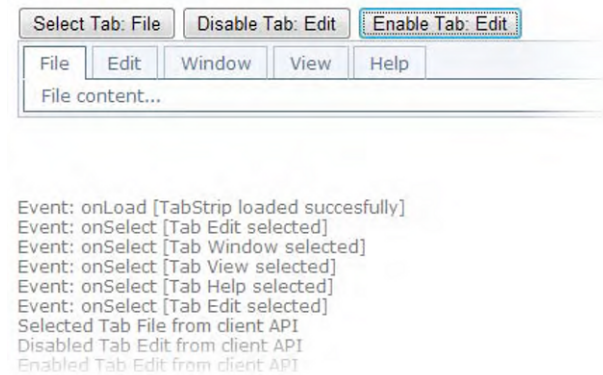 Select Tab: File Disable Tab: Edit Enable Tab: Edit
File Edit Window View Help
File content...
Event: onLoad [TabStrip loaded succesfully]
Event: onSelect [Tab Edit selected]
Event: onSelect [Tab Window selected]
Event: onSelect [Tab View selected]
Event: onSelect [Tab Help selected]
Event: onSelect [Tab Edit selected]
Selected Tab File from client API
Disabled Tab Edit from client API
Enabled Tab Edit from client API